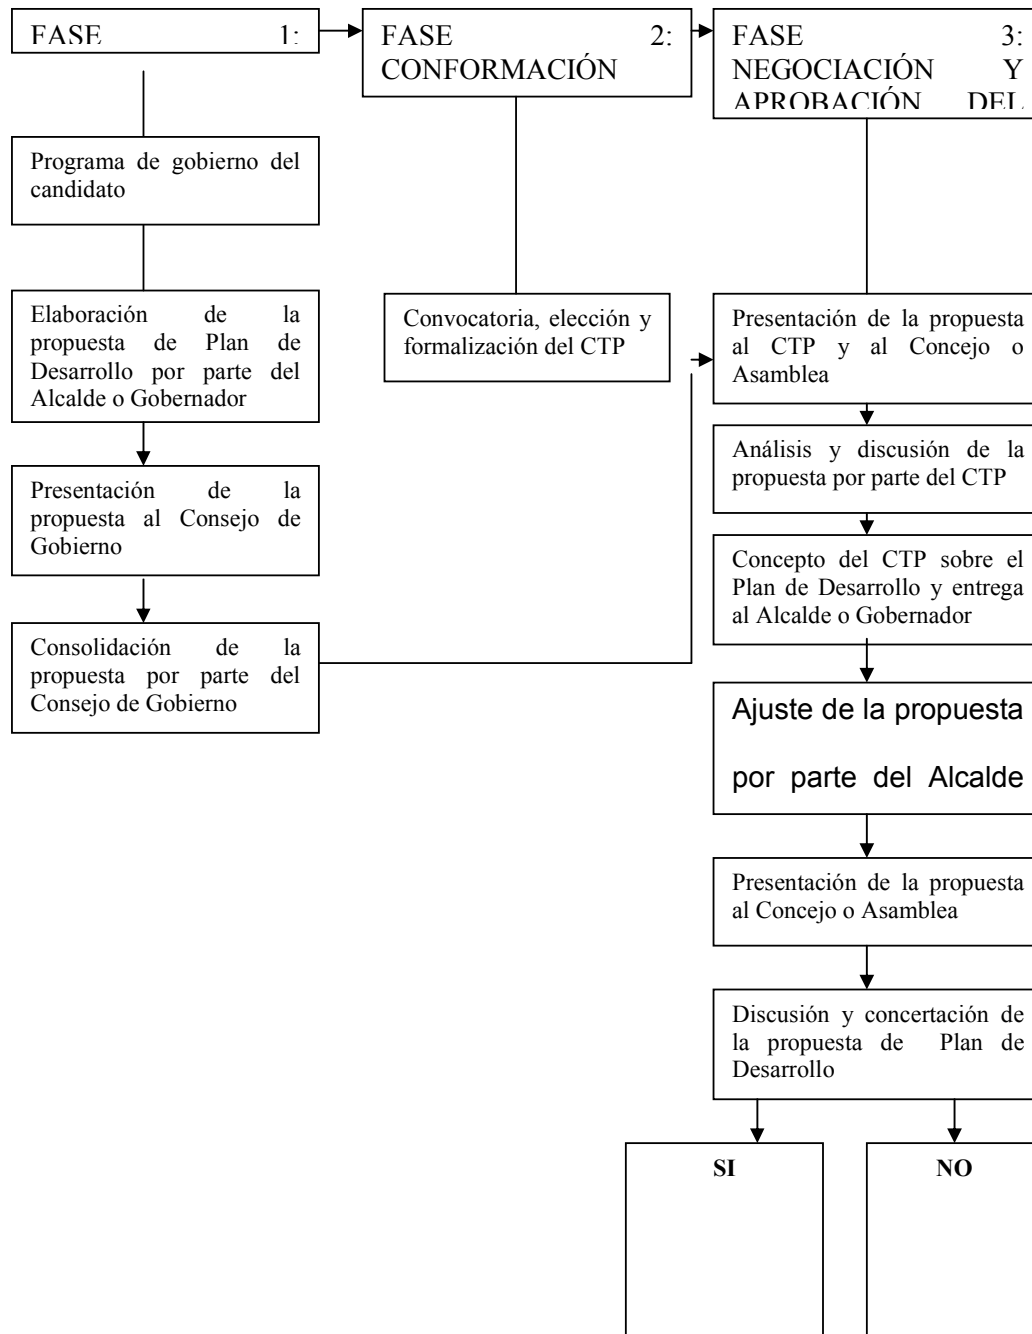 FASE 1:
FASE 2:
CONFORMACIÓN
FASE 3:
NEGOCIACIÓN Y
APROBACIÓN DEL
Programa de gobierno del
candidato
Elaboración de la
propuesta de Plan de
Desarrollo por parte del
Alcalde o Gobernador
Presentación de la
propuesta al Consejo de
Gobierno
Consolidación de la
propuesta por parte del
Consejo de Gobierno
Convocatoria, elección y
formalización del CTP
Presentación de la propuesta
al CTP y al Concejo o
Asamblea
Análisis y discusión de la
propuesta por parte del CTP
Concepto del CTP sobre el
Plan de Desarrollo y entrega
al Alcalde o Gobernador
Ajuste de la propuesta
por parte del Alcalde
Presentación de la propuesta
al Concejo o Asamblea
Discusión y concertación de
la propuesta de Plan de
Desarrollo
SI
NO